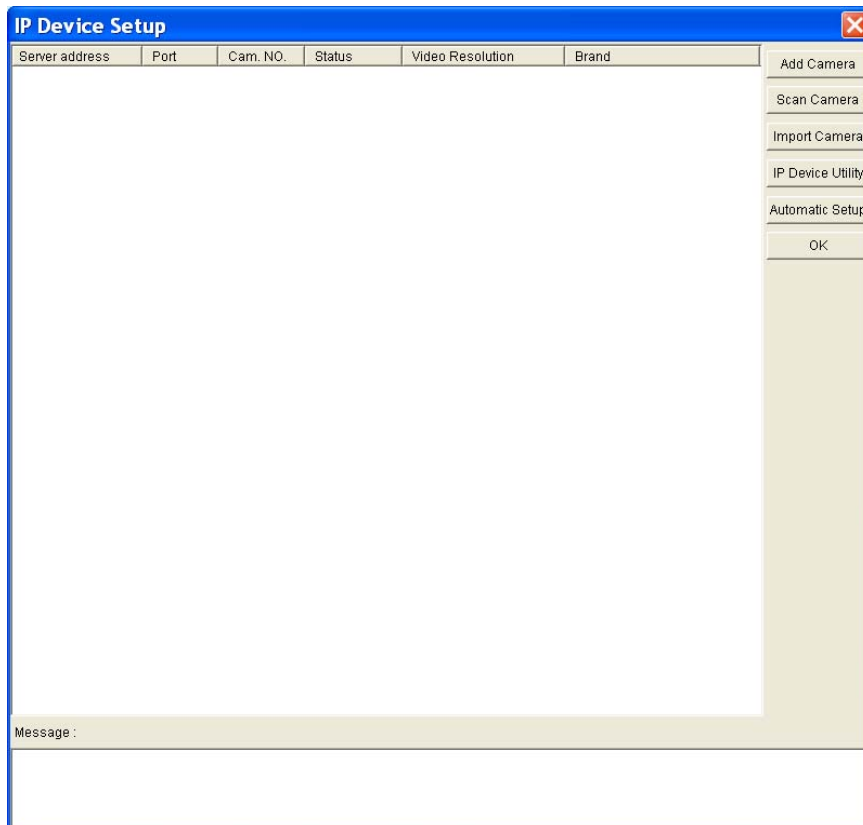 IP Device Setup
Server address Port Cam. NO. Status Video Resolution Brand
Add Camera
Scan Camera
Import Camera
IP Device Utility
Automatic Setup
OK
Message :